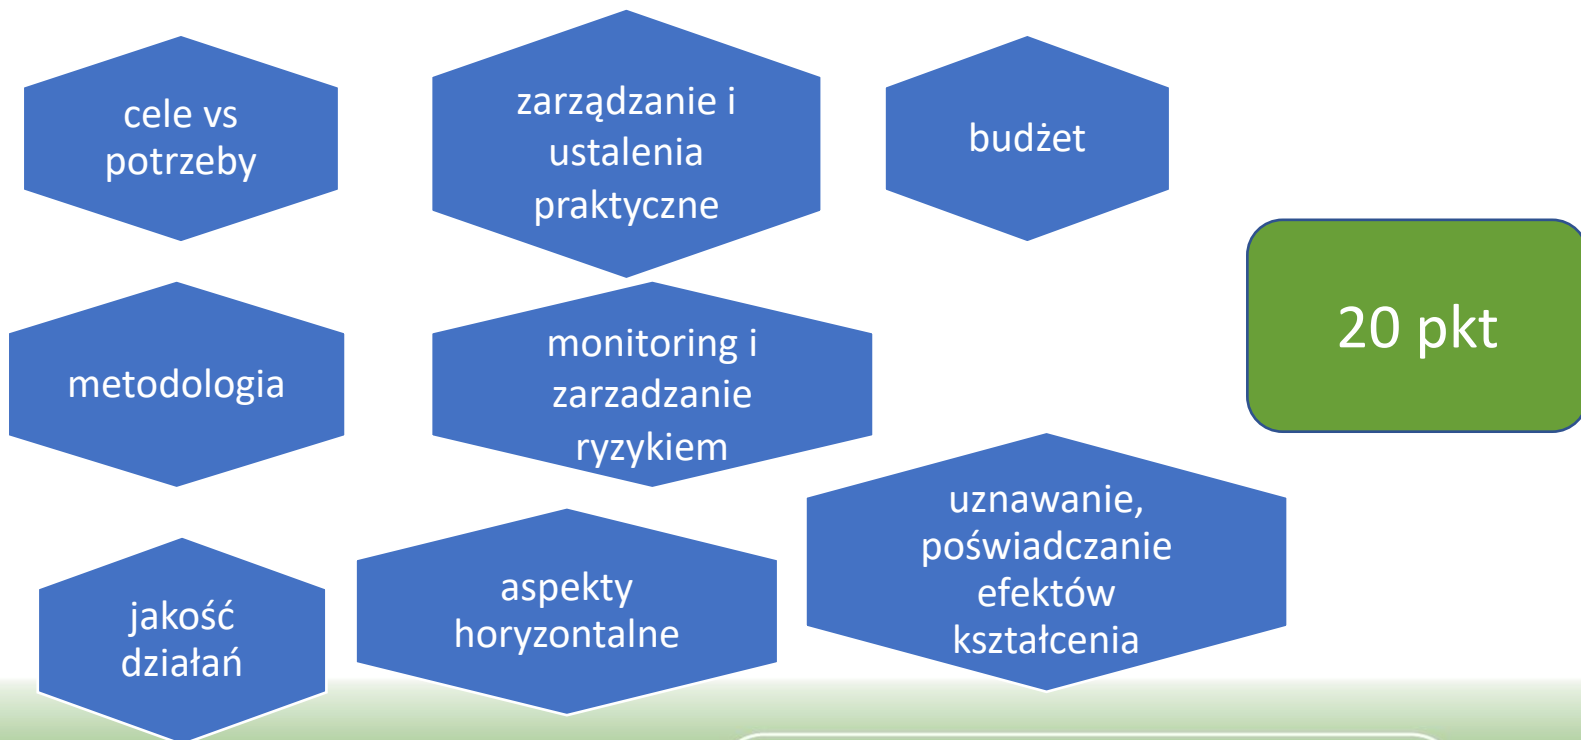 cele vs
potrzeby
zarządzanie i
ustalenia
praktyczne
budżet
20 pkt
metodologia
monitoring i
zarzadzanie
ryzykiem
uznawanie,
poświadczanie
efektów
kształcenia
jakość
działań
aspekty
horyzontalne